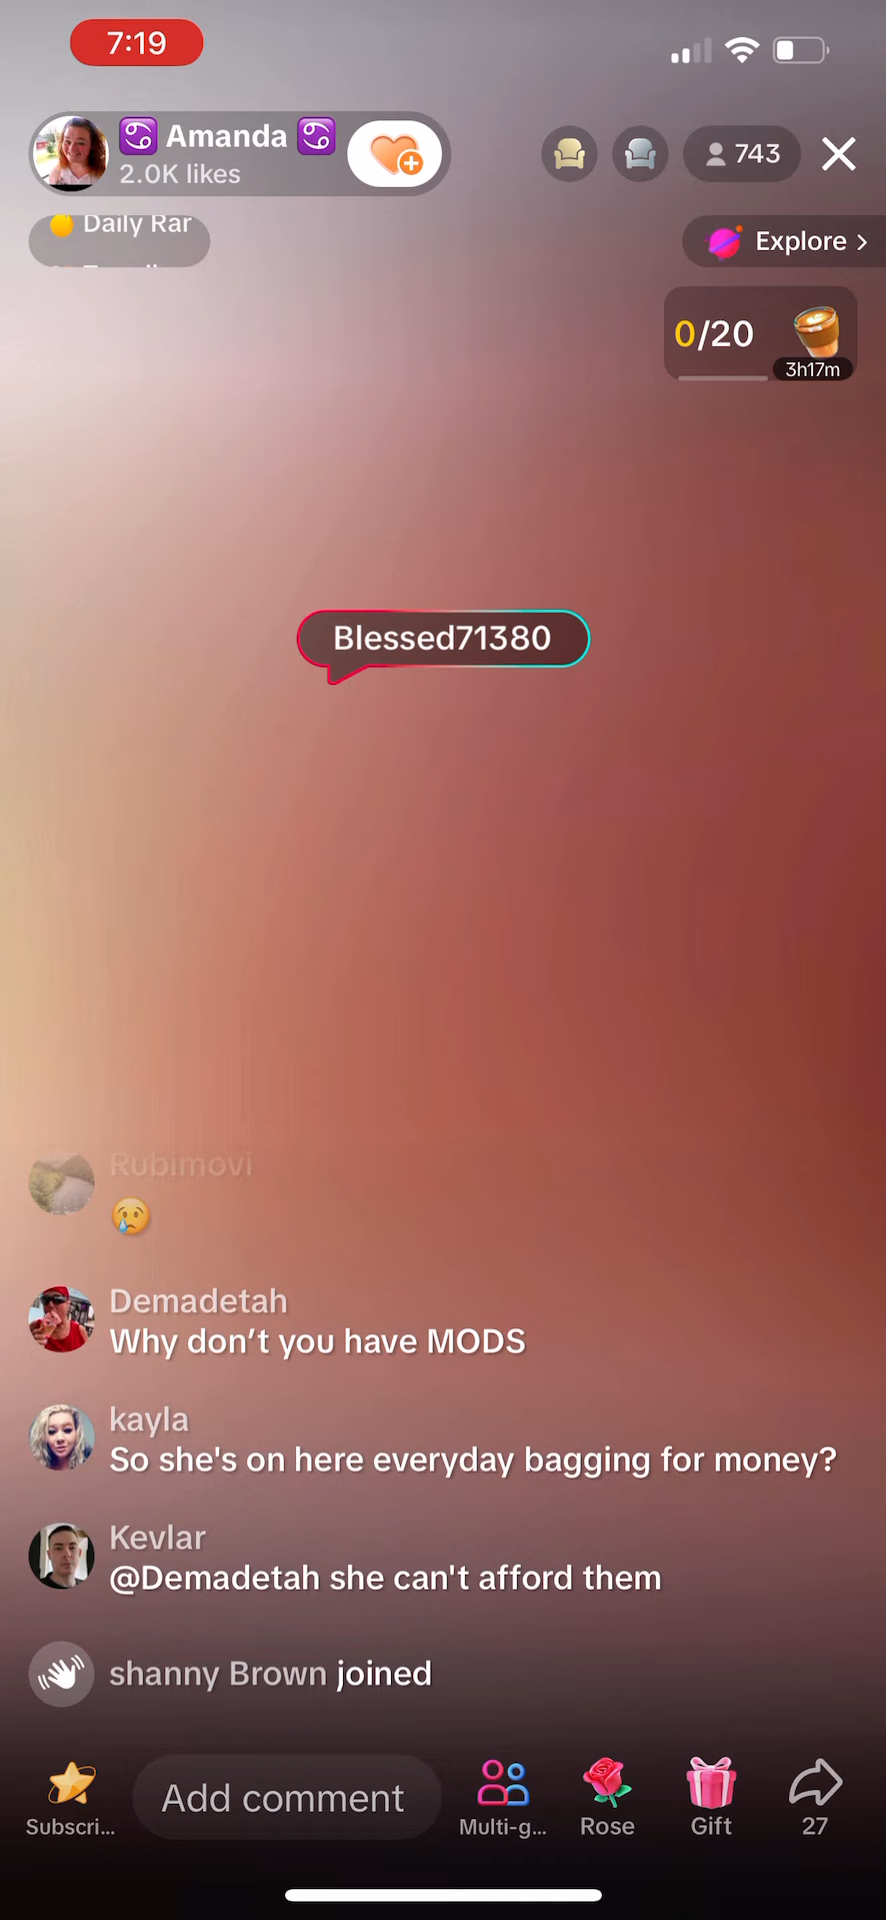 7:19
♋ Amanda ♋
2.0K likes
743
Daily Rar
Explore >
0/20
3h17m
Blessed71380
Rubimovi
😢
Demadetah
Why don’t you have MODS
kayla
So she's on here everyday bagging for money?
Kevlar
@Demadetah she can't afford them
shanny Brown joined
Add comment
Subscri...
Multi-g...
Rose
Gift
27